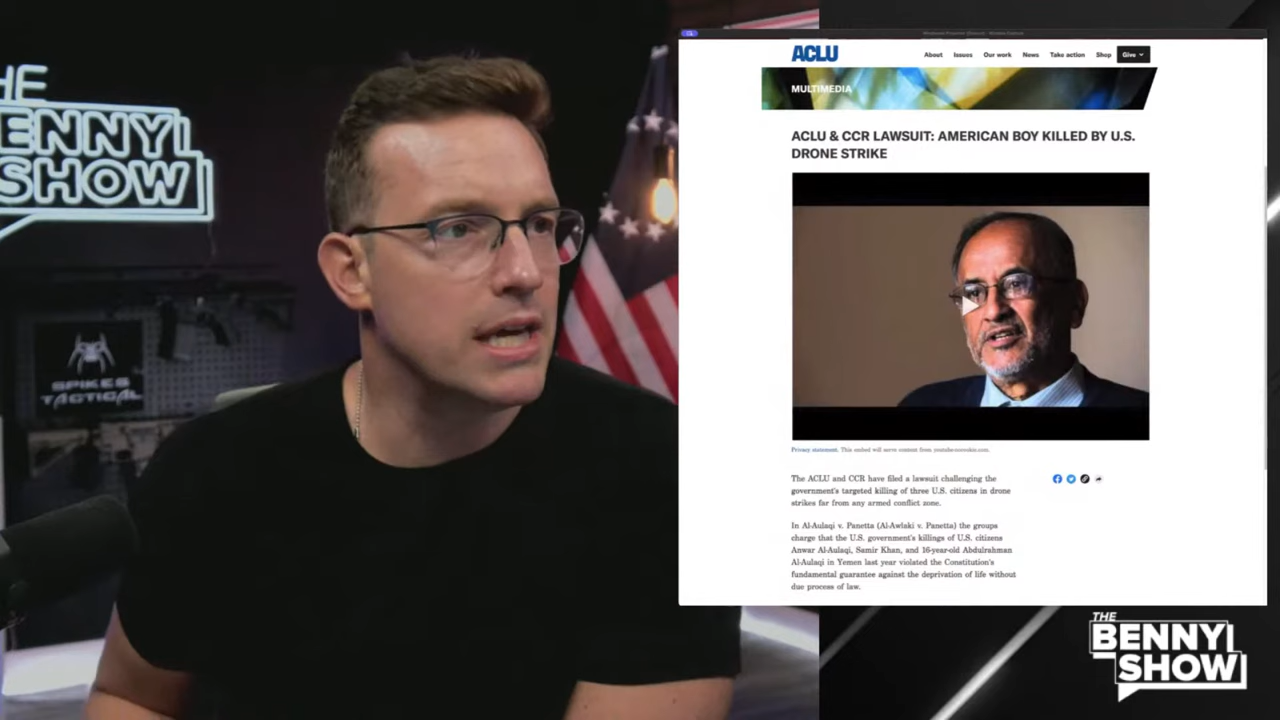 THE
BENNY
SHOW
SPIKES
TACTICAL
ACLU
About Issues Our work News Take action Shop Give
MULTIMEDIA
ACLU & CCR LAWSUIT: AMERICAN BOY KILLED BY U.S.
DRONE STRIKE
Privacy statement. This embed will serve content from youtube-nocookie.com.
The ACLU and CCR have filed a lawsuit challenging the
government's targeted killing of three U.S. citizens in drone
strikes far from any armed conflict zone.
In Al-Aulaqi v. Panetta (Al-Awlaki v. Panetta) the groups
charge that the U.S. government's killings of U.S. citizens
Anwar Al-Aulaqi, Samir Khan, and 16-year-old Abdulrahman
Al-Aulaqi in Yemen last year violated the Constitution's
fundamental guarantee against the deprivation of life without
due process of law.
THE
BENNY
SHOW